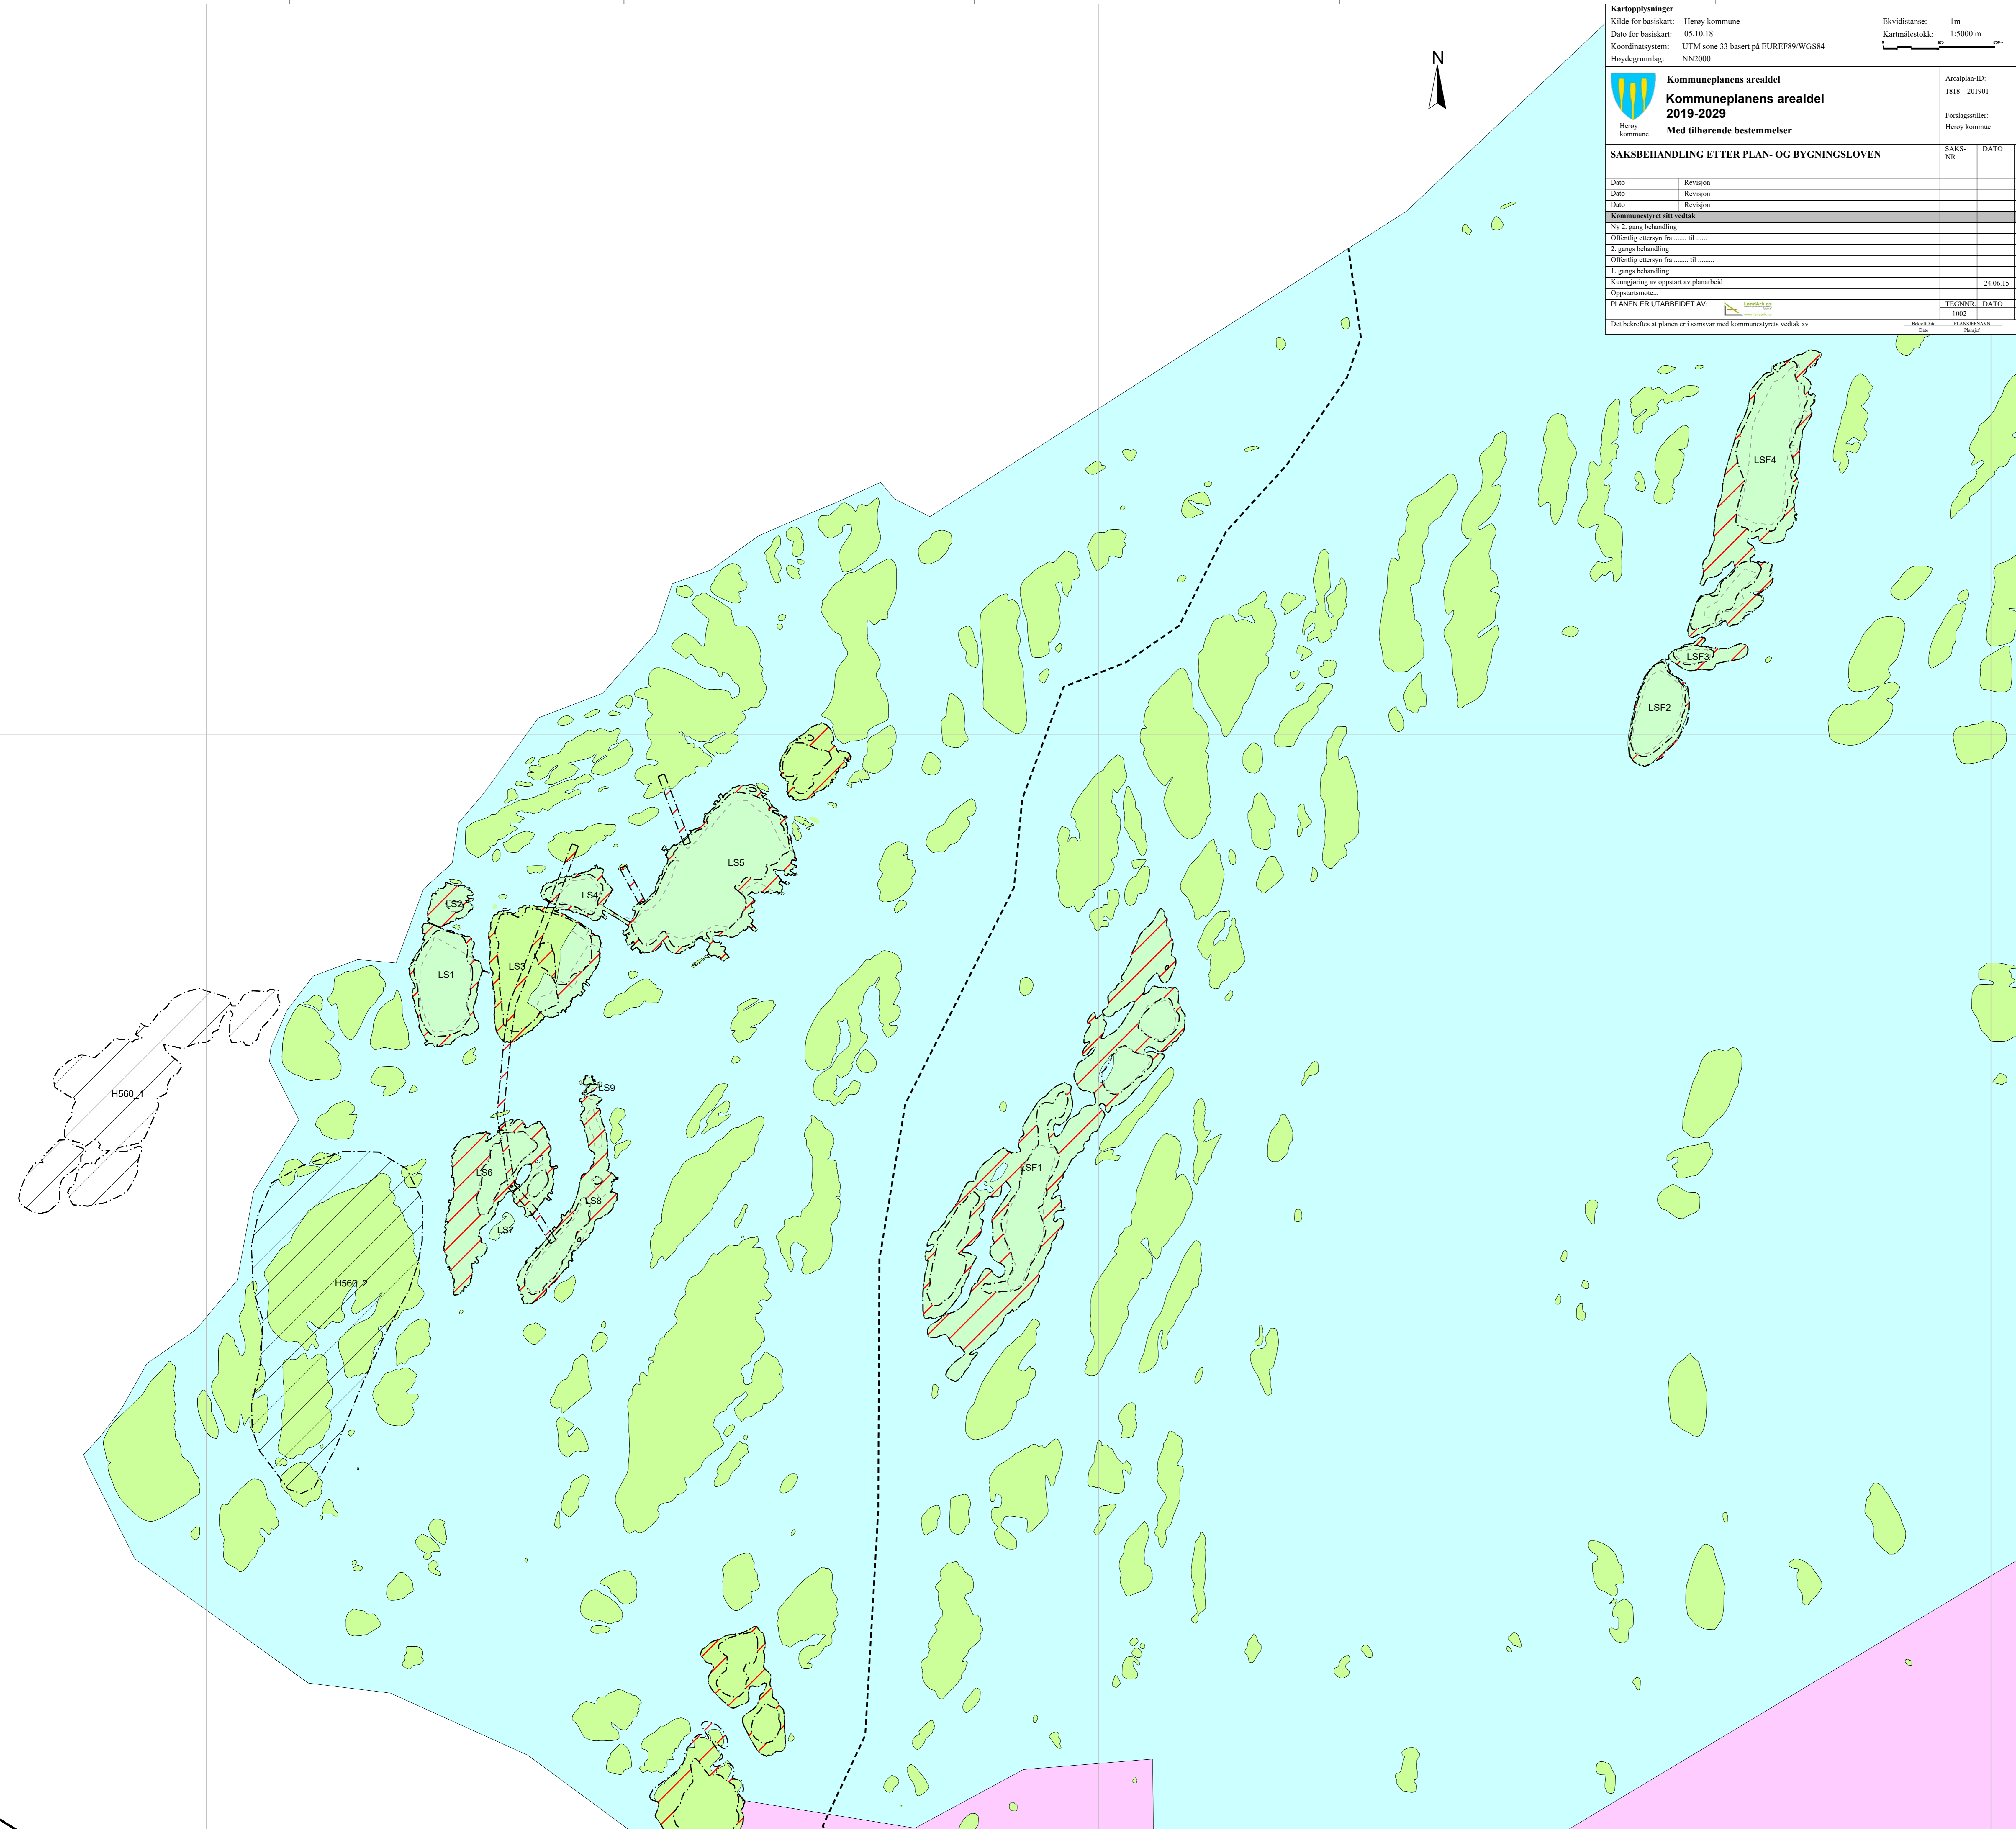 Kartopplysninger
Kilde for basiskart: Herøy kommune
Ekvidistanse: 1m
Dato for basiskart: 05.10.18
Kartmålestokk: 1:5000 m
Koordinatsystem: UTM sone 33 basert på EUREF89/WGS84
Høydegrunnlag: NN2000
Herøy
kommune
Kommuneplanens arealdel
Kommuneplanens arealdel
2019-2029
Med tilhørende bestemmelser
Arealplan-ID:
1818__201901
Forslagsstiller:
Herøy kommue
SAKSBEHANDLING ETTER PLAN- OG BYGNINGSLOVEN
SAKS-
NR
DATO
Dato Revisjon
Dato Revisjon
Dato Revisjon
Kommunestyret sitt vedtak
Ny 2. gang behandling
Offentlig ettersyn fra ....... til ......
2. gangs behandling
Offentlig ettersyn fra ........ til .........
1. gangs behandling
Kunngjøring av oppstart av planarbeid 24.06.15
Oppstartsmøte...
PLANEN ER UTARBEIDET AV:
TEGNNR. DATO
1002
Det bekreftes at planen er i samsvar med kommunestyrets vedtak av
Dato Plansjef
N
LSF4
LSF3
LSF2
LS5
LS4
LS2
LS3
LS1
LS9
H560_1
LSF1
LS6
LS8
LS7
H560_2